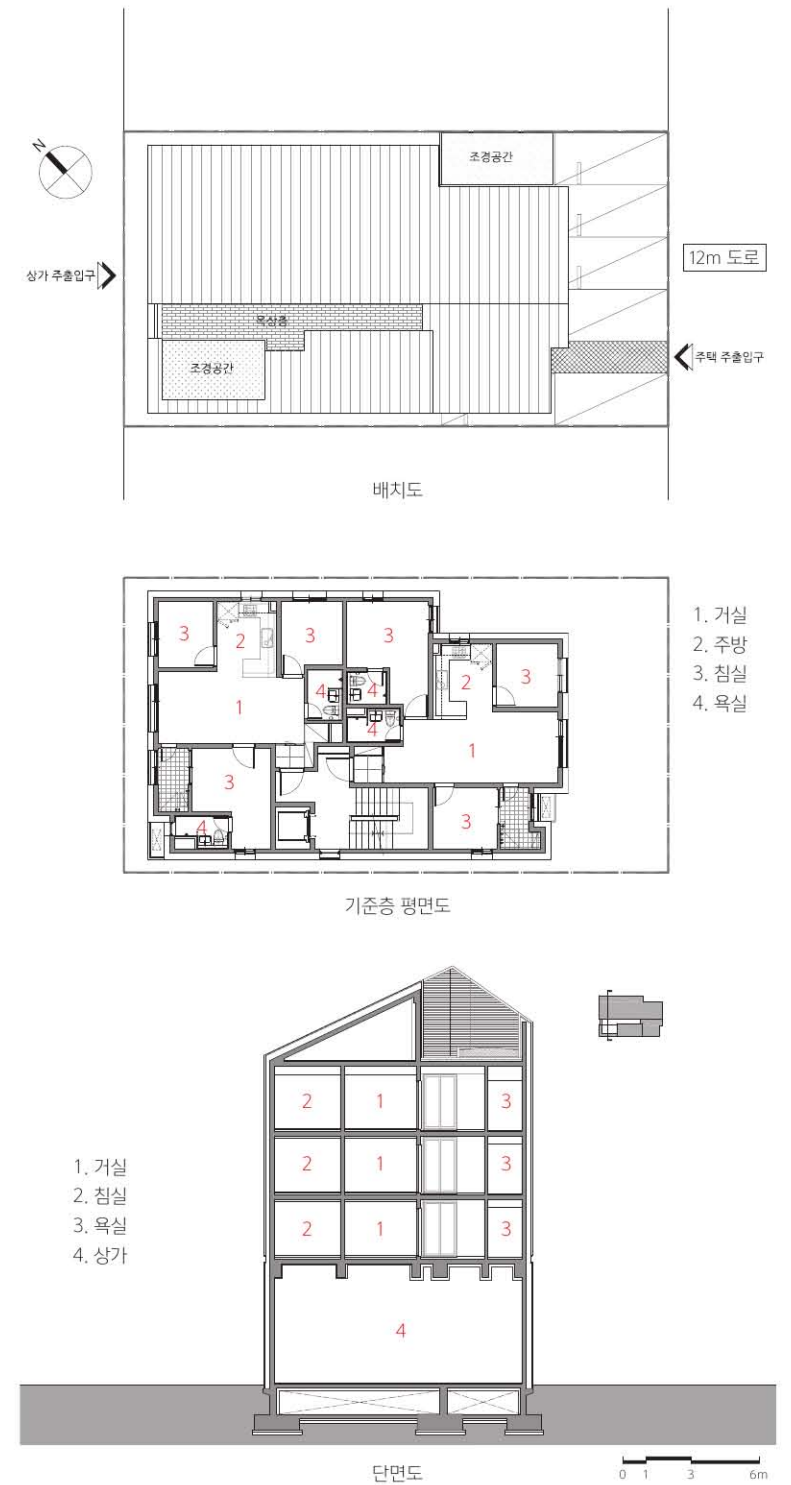 N
조경공간
12m 도로
상가 주출입구
옥상층
주택 주출입구
조경공간
배치도
1. 거실
2. 주방
3. 침실
4. 욕실
3
2
3
3
2
3
4
4
1
4
1
3
3
4
기준층 평면도
2
1
3
2
1
3
2
1
3
1. 거실
2. 침실
3. 욕실
4. 상가
4
단면도
0 1 3 6m